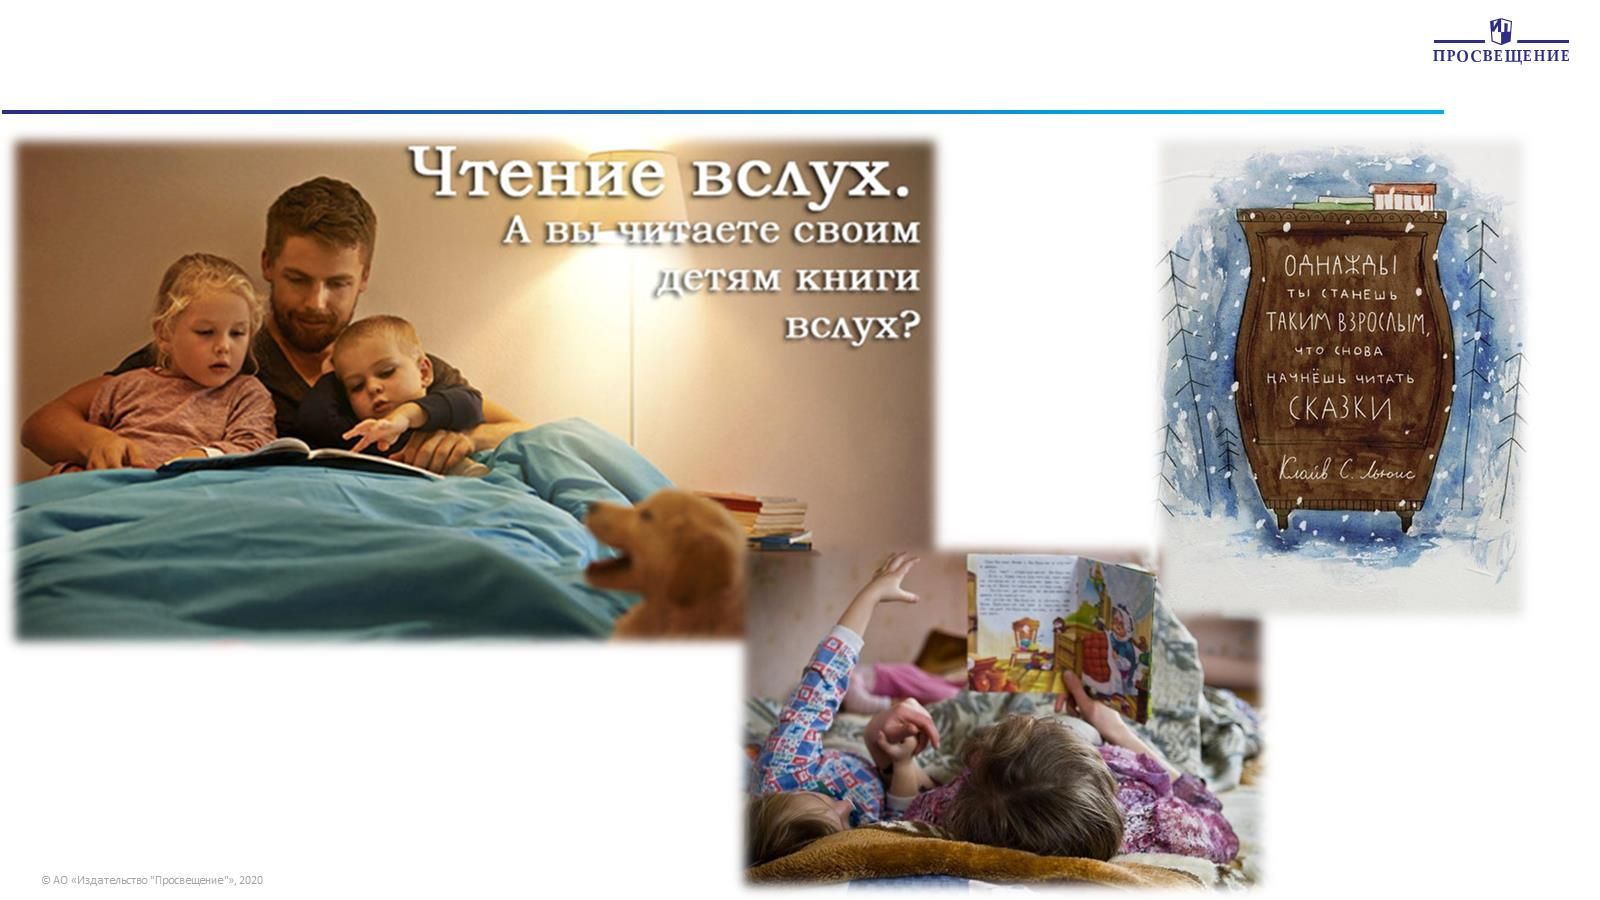 ПРОСВЕЩЕНИЕ
Чтение вслух.
А вы читаете своим
детям книги
вслух?
ОДНАЖДЫ
ТЫ СТАНЕШЬ
ТАКИМ ВЗРОСЛЫМ,
ЧТО СНОВА
НАЧНЁШЬ ЧИТАТЬ
СКАЗКИ
Клайв С. Льюис
© АО «Издательство "Просвещение"», 2020